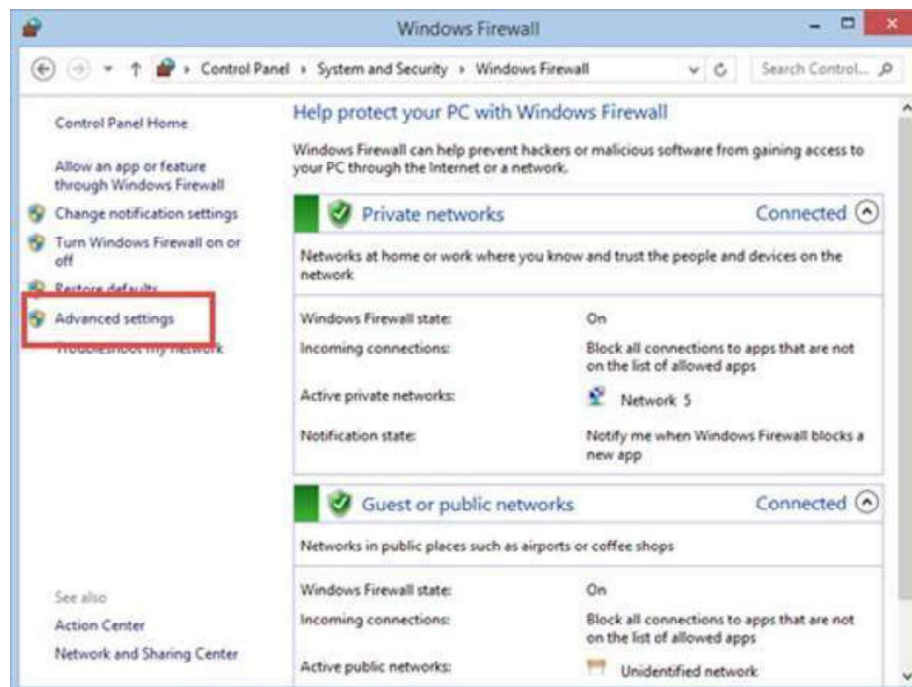 Windows Firewall
Control Panel
System and Security
Windows Firewall
Search Control...
Control Panel Home
Allow an app or feature
through Windows Firewall
Change notification settings
Turn Windows Firewall on or
off
Restore defaults
Advanced settings
Troubleshoot my network
See also
Action Center
Network and Sharing Center
Help protect your PC with Windows Firewall
Windows Firewall can help prevent hackers or malicious software from gaining access to
your PC through the Internet or a network.
Private networks Connected
Networks at home or work where you know and trust the people and devices on the
network
Windows Firewall state: On
Incoming connections: Block all connections to apps that are not
on the list of allowed apps
Active private networks: Network 5
Notification state: Notify me when Windows Firewall blocks a
new app
Guest or public networks Connected
Networks in public places such as airports or coffee shops
Windows Firewall state: On
Incoming connections: Block all connections to apps that are not
on the list of allowed apps
Active public networks: Unidentified network